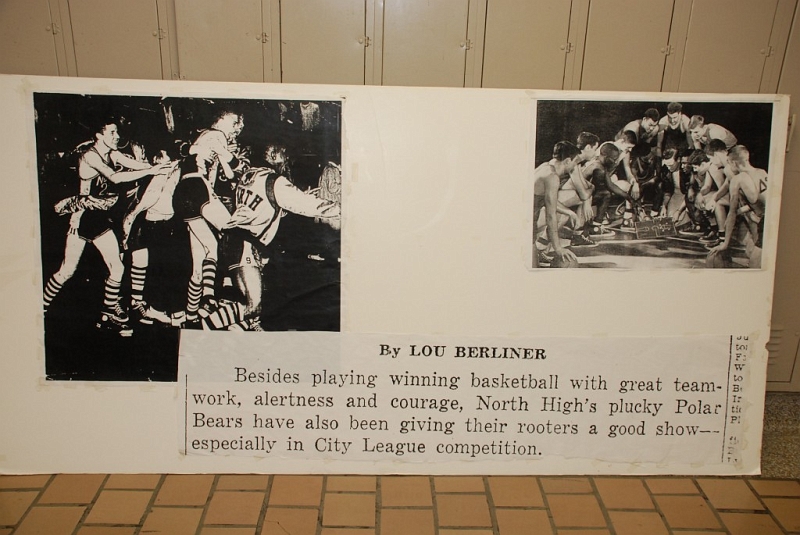 By LOU BERLINER
Besides playing winning basketball with great team-
work, alertness and courage, North High's plucky Polar
Bears have also been giving their rooters a good show—
especially in City League competition.